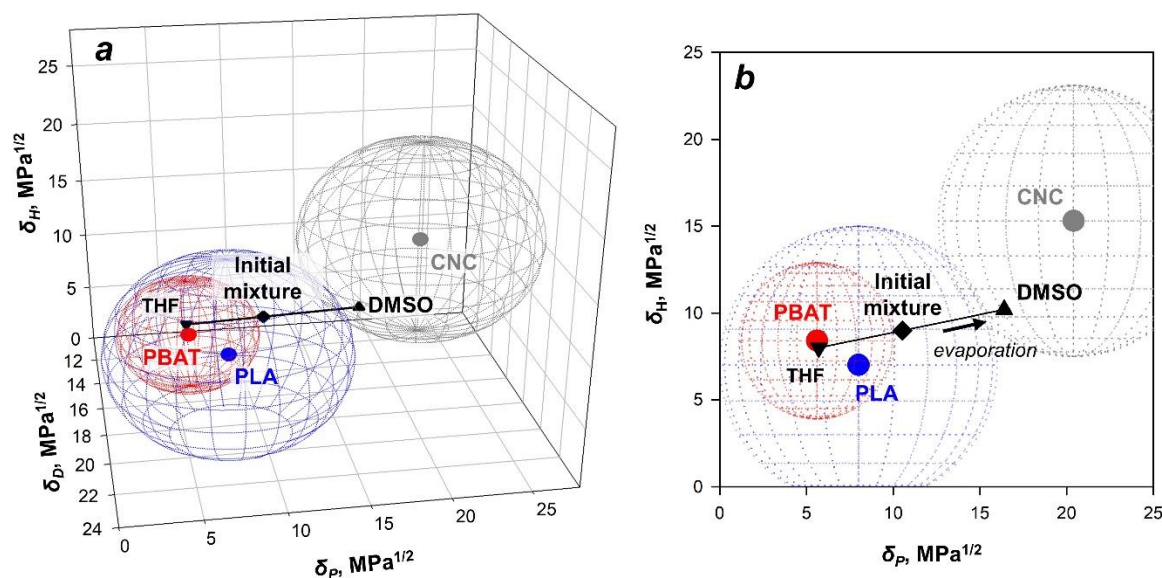 a
25
20
15
10
5
0
δH, MPa1/2
12
14
16
18
20
22
24
δD, MPa1/2
0
5
10
15
20
25
δP, MPa1/2
Initial
mixture
THF
DMSO
PBAT
PLA
CNC
b
25
20
15
10
5
0
δH, MPa1/2
0
5
10
15
20
25
δP, MPa1/2
CNC
Initial
mixture
DMSO
PBAT
evaporation
THF
PLA